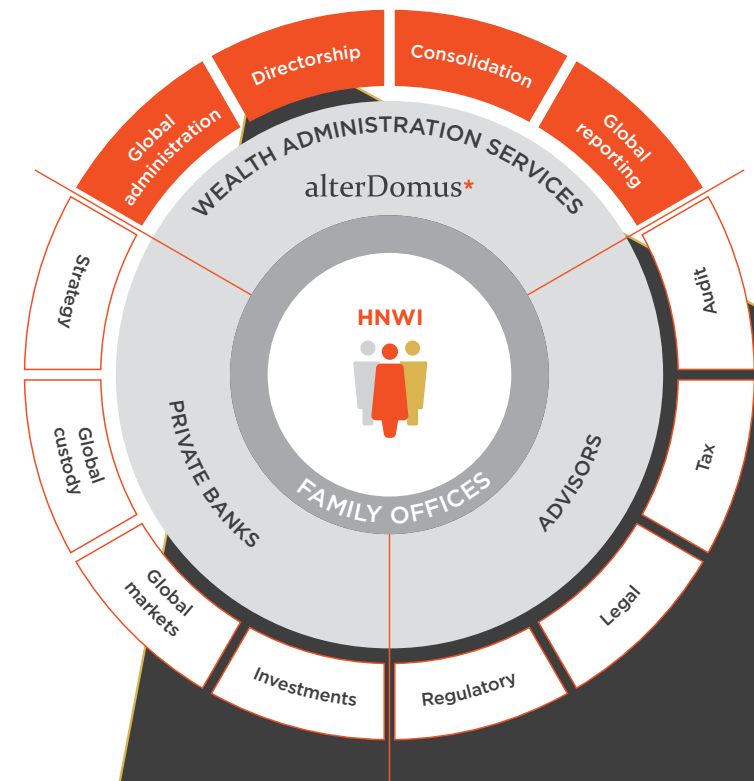 Directorship
Consolidation
Global
administration
Global
reporting
WEALTH ADMINISTRATION SERVICES
alterDomus*
Strategy
Audit
HNWI
Global
custody
PRIVATE BANKS
FAMILY OFFICES
ADVISORS
Tax
Global
markets
Legal
Investments
Regulatory